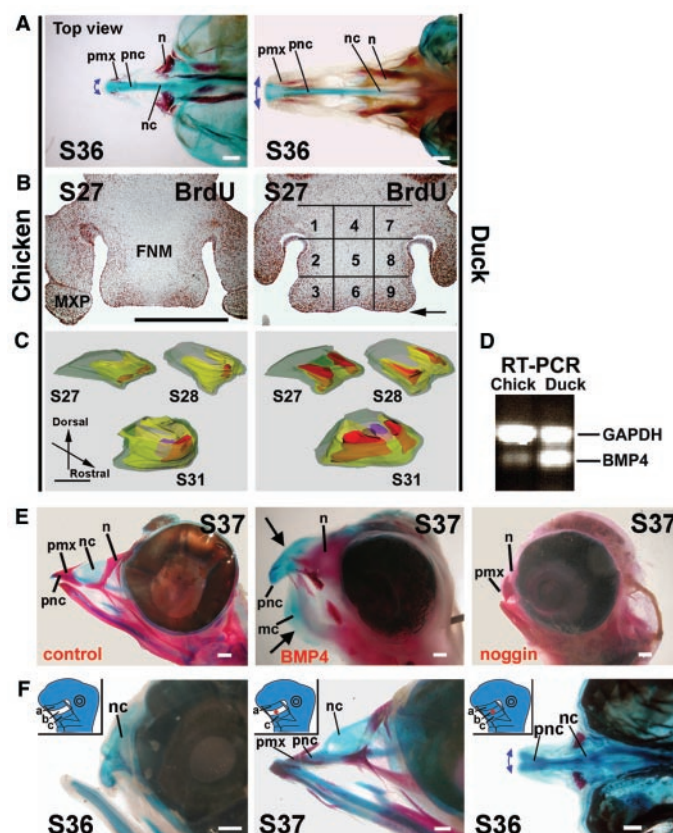 A
Top view
pmx pnc n
nc
S36
pmx pnc nc n
S36
Chicken
Duck
B
S27 BrdU
FNM
MXP
S27 BrdU
1 4 7
2 5 8
3 6 9
C
S27
S28
Dorsal
Rostral
S31
S27
S28
S31
D
RT-PCR
Chick Duck
GAPDH
BMP4
E
S37
pmx nc n
pnc
control
S37
n
pnc
mc
BMP4
S37
n
pmx
noggin
F
a
b
c
nc
S36
a
b
c
nc
pmx pnc
S37
a
b
c
pnc nc
S36